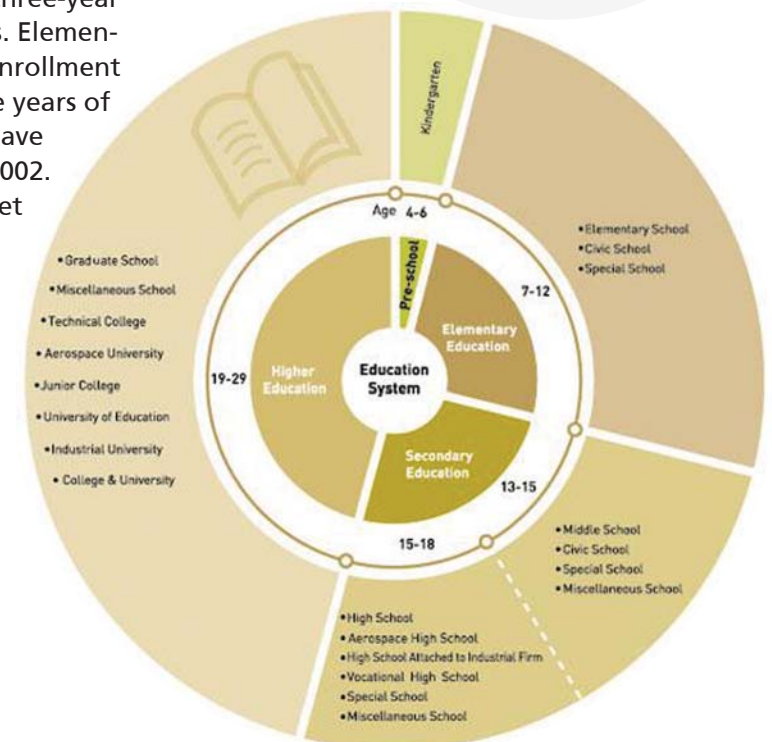 three-year
s. Elemen-
nrollment
e years of
ave
002.
et
Kindergarten
Age 4-6
Pre-school
•Elementary School
•Civic School
•Special School
7-12
Elementary
Education
Education
System
Higher
Education
19-29
•Graduate School
•Miscellaneous School
•Technical College
•Aerospace University
•Junior College
•University of Education
•Industrial University
• College & University
Secondary
Education
13-15
15-18
•Middle School
•Civic School
•Special School
•Miscellaneous School
•High School
•Aerospace High School
•High School Attached to Industrial Firm
•Vocational High School
•Special School
•Miscellaneous School